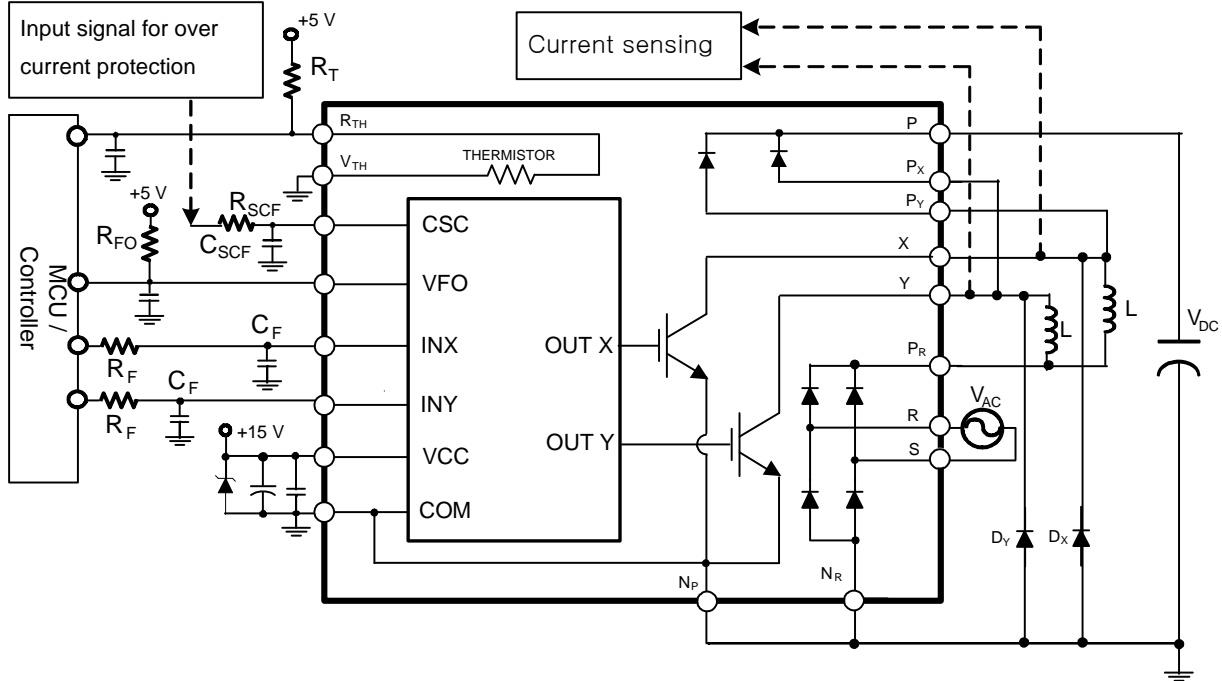 Input signal for over
current protection
+5 V
R_T
Current sensing
R_TH
V_TH
THERMISTOR
P
P_X
P_Y
X
Y
P_R
R
S
+5 V
R_FO
R_SCF
C_SCF
MCU /
Controller
CSC
VFO
INX
INY
VCC
COM
OUT X
OUT Y
C_F
R_F
C_F
R_F
+15 V
L
L
V_DC
V_AC
D_Y
D_X
N_P
N_R